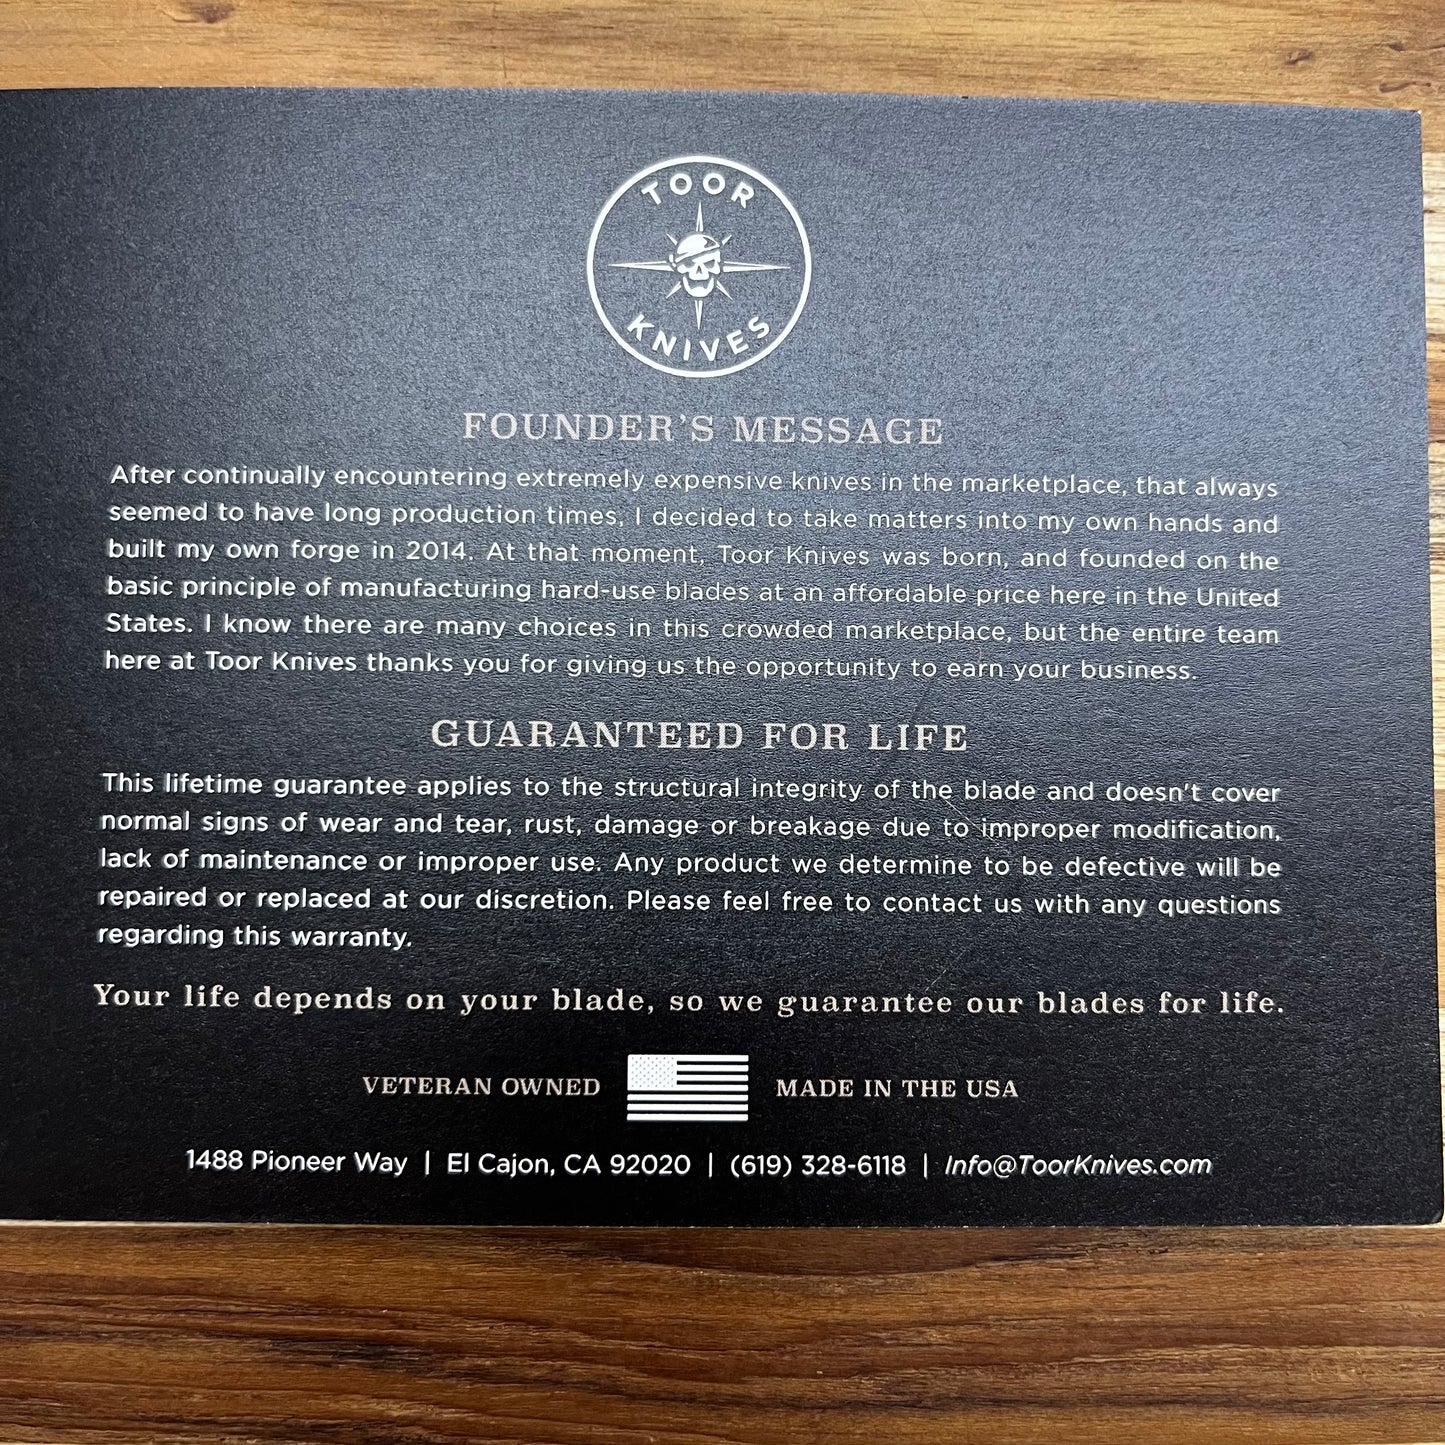 TOOR
KNIVES
FOUNDER'S MESSAGE
After continually encountering extremely expensive knives in the marketplace, that always
seemed to have long production times, I decided to take matters into my own hands and
built my own forge in 2014. At that moment, Toor Knives was born, and founded on the
basic principle of manufacturing hard-use blades at an affordable price here in the United
States. I know there are many choices in this crowded marketplace, but the entire team
here at Toor Knives thanks you for giving us the opportunity to earn your business.
GUARANTEED FOR LIFE
This lifetime guarantee applies to the structural integrity of the blade and doesn't cover
normal signs of wear and tear, rust, damage or breakage due to improper modification,
lack of maintenance or improper use. Any product we determine to be defective will be
repaired or replaced at our discretion. Please feel free to contact us with any questions
regarding this warranty.
Your life depends on your blade, so we guarantee our blades for life.
VETERAN OWNED MADE IN THE USA
1488 Pioneer Way | El Cajon, CA 92020 | (619) 328-6118 | Info@ToorKnives.com